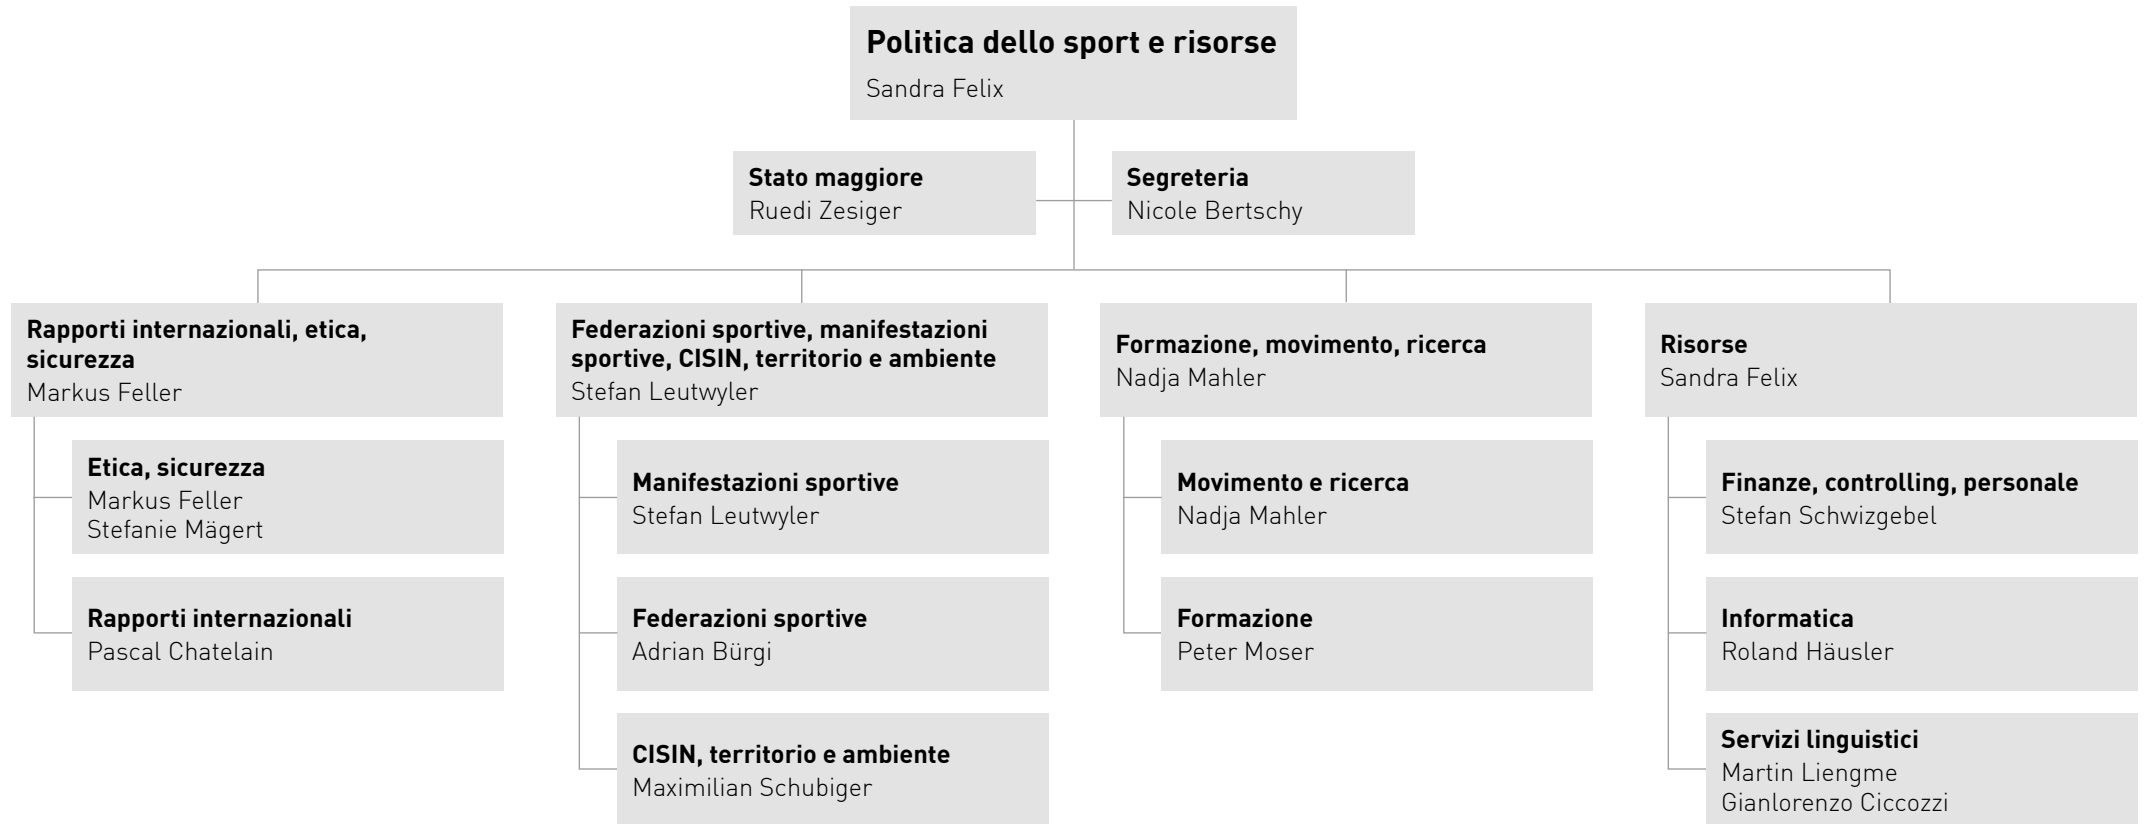 Politica dello sport e risorse
Sandra Felix
Stato maggiore
Ruedi Zesiger
Segreteria
Nicole Bertschy
Rapporti internazionali, etica,
sicurezza
Markus Feller
Etica, sicurezza
Markus Feller
Stefanie Mägert
Rapporti internazionali
Pascal Chatelain
Federazioni sportive, manifestazioni
sportive, CISIN, territorio e ambiente
Stefan Leutwyler
Manifestazioni sportive
Stefan Leutwyler
Federazioni sportive
Adrian Bürgi
CISIN, territorio e ambiente
Maximilian Schubiger
Formazione, movimento, ricerca
Nadja Mahler
Movimento e ricerca
Nadja Mahler
Formazione
Peter Moser
Risorse
Sandra Felix
Finanze, controlling, personale
Stefan Schwizgebel
Informatica
Roland Häusler
Servizi linguistici
Martin Liengme
Gianlorenzo Ciccozzi